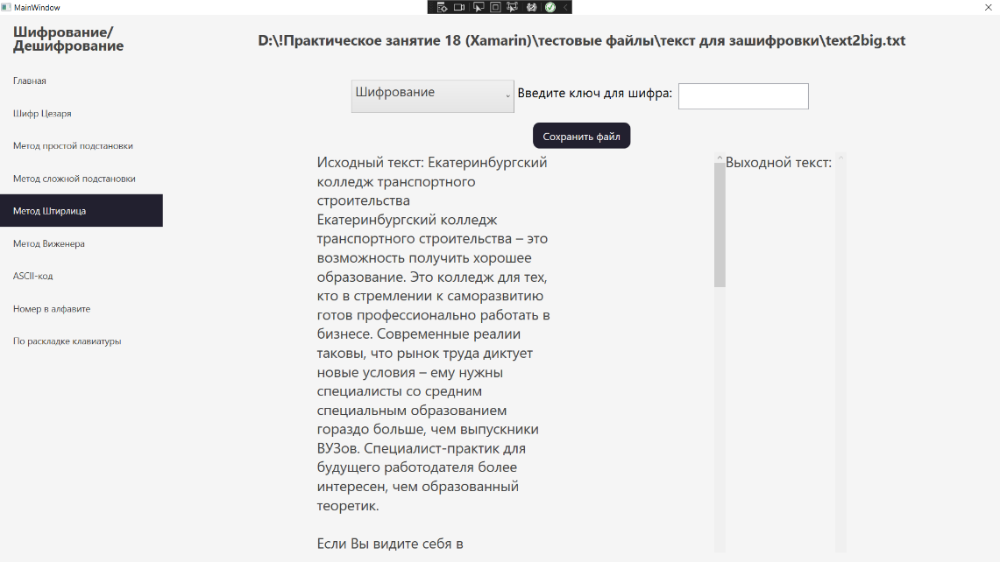 MainWindow
Шифрование/
Дешифрование
Главная
Шифр Цезаря
Метод простой подстановки
Метод сложной подстановки
Метод Штирлица
Метод Виженера
ASCII-код
Номер в алфавите
По раскладке клавиатуры
D:\!Практическое занятие 18 (Xamarin)\тестовые файлы\текст для зашифровки\text2big.txt
Шифрование
Введите ключ для шифра:
Сохранить файл
Исходный текст: Екатеринбургский
колледж транспортного
строительства
Екатеринбургский колледж
транспортного строительства – это
возможность получить хорошее
образование. Это колледж для тех,
кто в стремлении к саморазвитию
готов профессионально работать в
бизнесе. Современные реалии
таковы, что рынок труда диктует
новые условия – ему нужны
специалисты со средним
специальным образованием
гораздо больше, чем выпускники
ВУЗов. Специалист-практик для
будущего работодателя более
интересен, чем образованный
теоретик.
Если Вы видите себя в
Выходной текст: